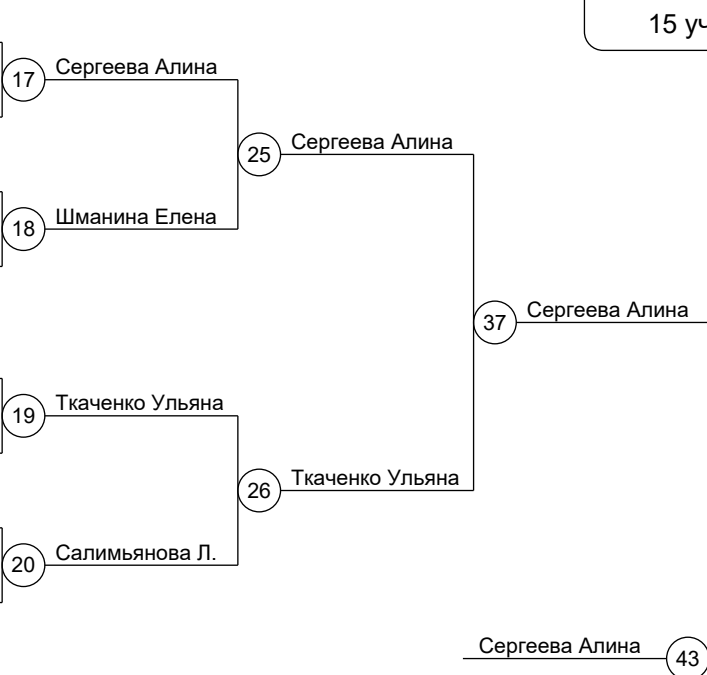 15 уч
17 Сергеева Алина
25 Сергеева Алина
18 Шманина Елена
37 Сергеева Алина
19 Ткаченко Ульяна
26 Ткаченко Ульяна
20 Салимьянова Л.
Сергеева Алина 43